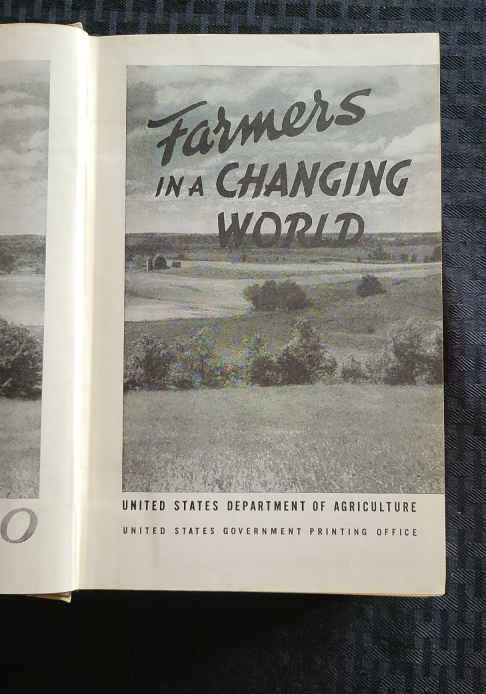 Farmers
IN A CHANGING
WORLD
UNITED STATES DEPARTMENT OF AGRICULTURE
UNITED STATES GOVERNMENT PRINTING OFFICE
O